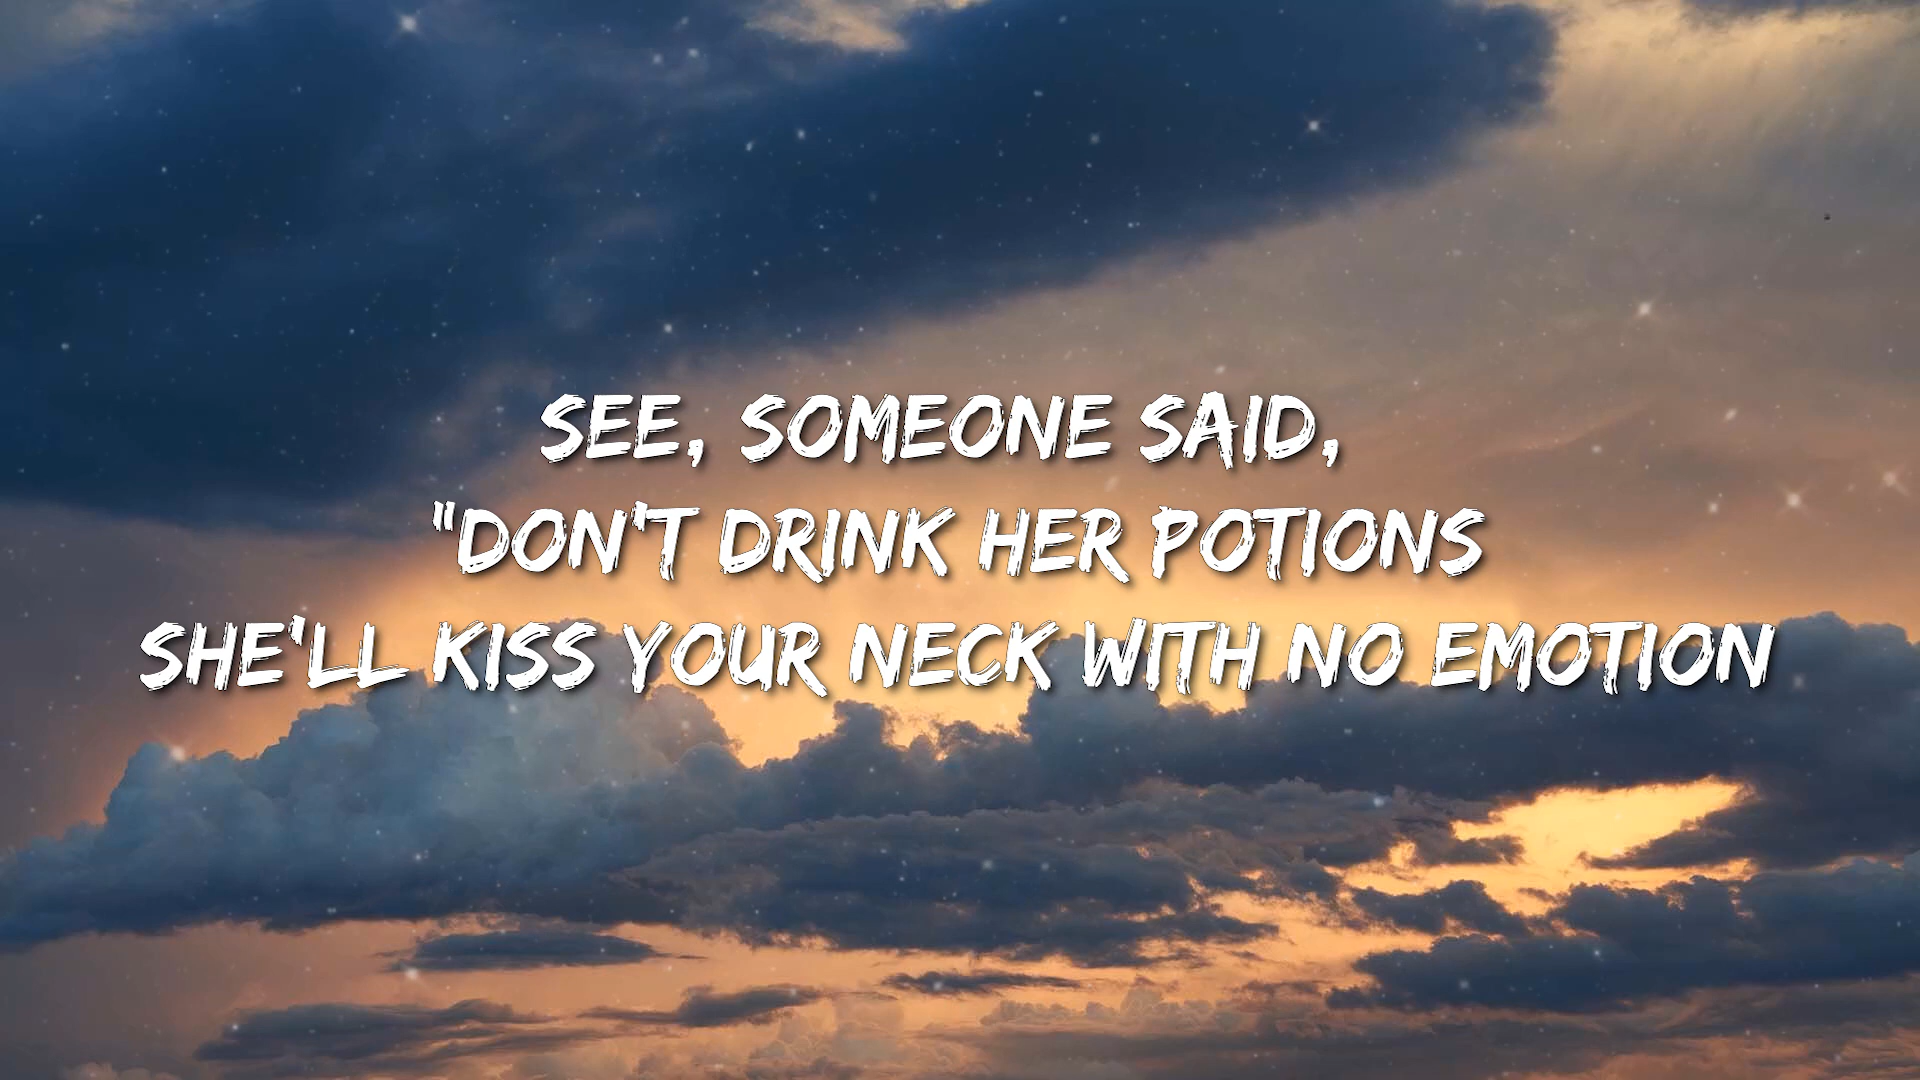 SEE, SOMEONE SAID,
"DON'T DRINK HER POTIONS
SHE'LL KISS YOUR NECK WITH NO EMOTION